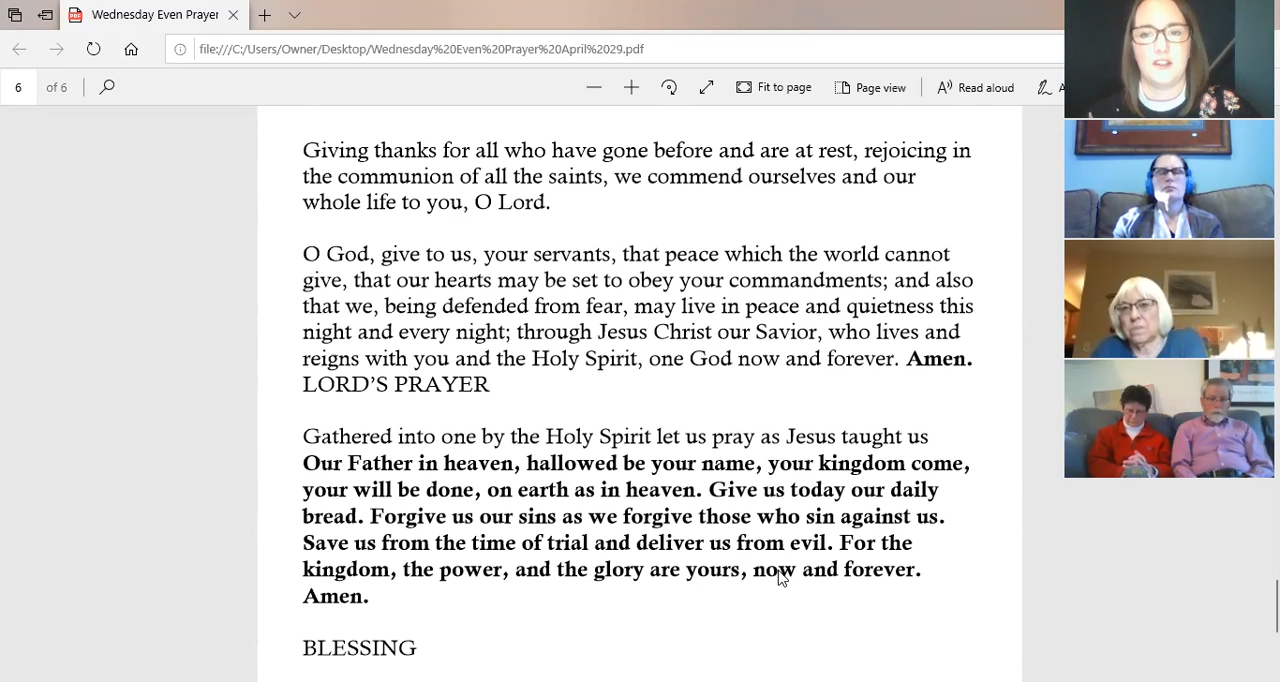 Wednesday Even Prayer
file:///C:/Users/Owner/Desktop/Wednesday%20Even%20Prayer%20April%2029.pdf
6 of 6
Fit to page
Page view
Read aloud
Giving thanks for all who have gone before and are at rest, rejoicing in
the communion of all the saints, we commend ourselves and our
whole life to you, O Lord.
O God, give to us, your servants, that peace which the world cannot
give, that our hearts may be set to obey your commandments; and also
that we, being defended from fear, may live in peace and quietness this
night and every night; through Jesus Christ our Savior, who lives and
reigns with you and the Holy Spirit, one God now and forever. Amen.
LORD’S PRAYER
Gathered into one by the Holy Spirit let us pray as Jesus taught us
Our Father in heaven, hallowed be your name, your kingdom come,
your will be done, on earth as in heaven. Give us today our daily
bread. Forgive us our sins as we forgive those who sin against us.
Save us from the time of trial and deliver us from evil. For the
kingdom, the power, and the glory are yours, now and forever.
Amen.
BLESSING